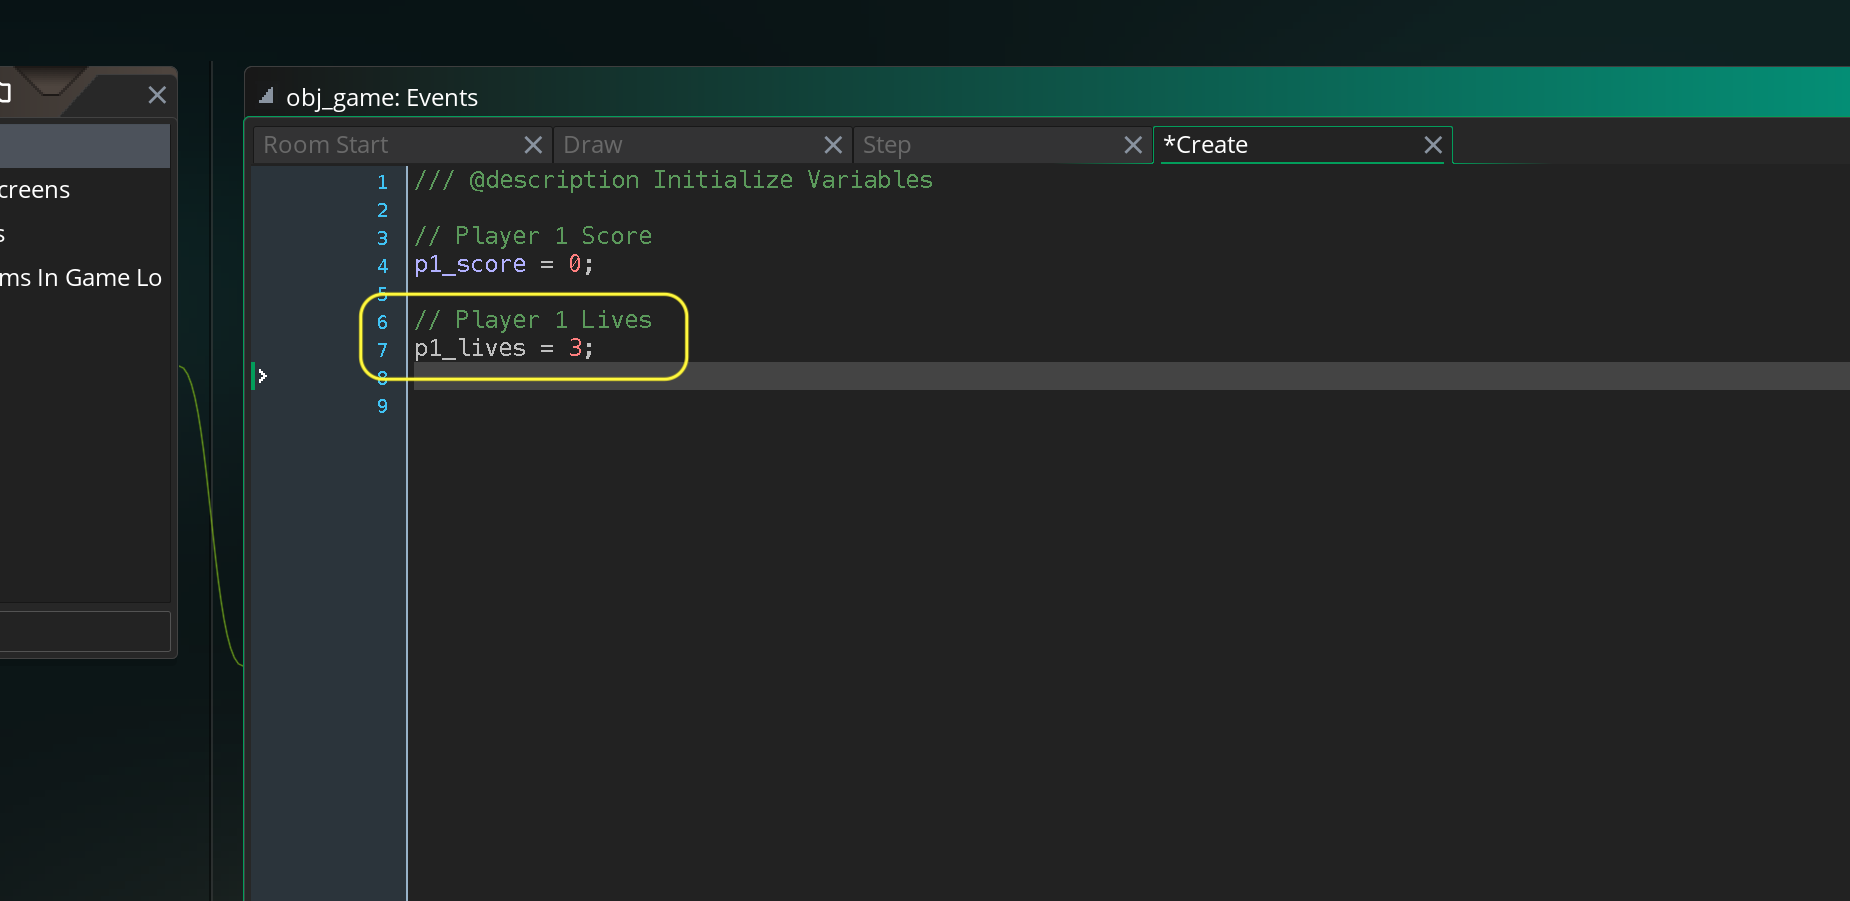 obj_game: Events
Room Start
Draw
Step
*Create
creens
s
ms In Game Lo
1 /// @description Initialize Variables
2
3 // Player 1 Score
4 p1_score = 0;
5
6 // Player 1 Lives
7 p1_lives = 3;
8
9